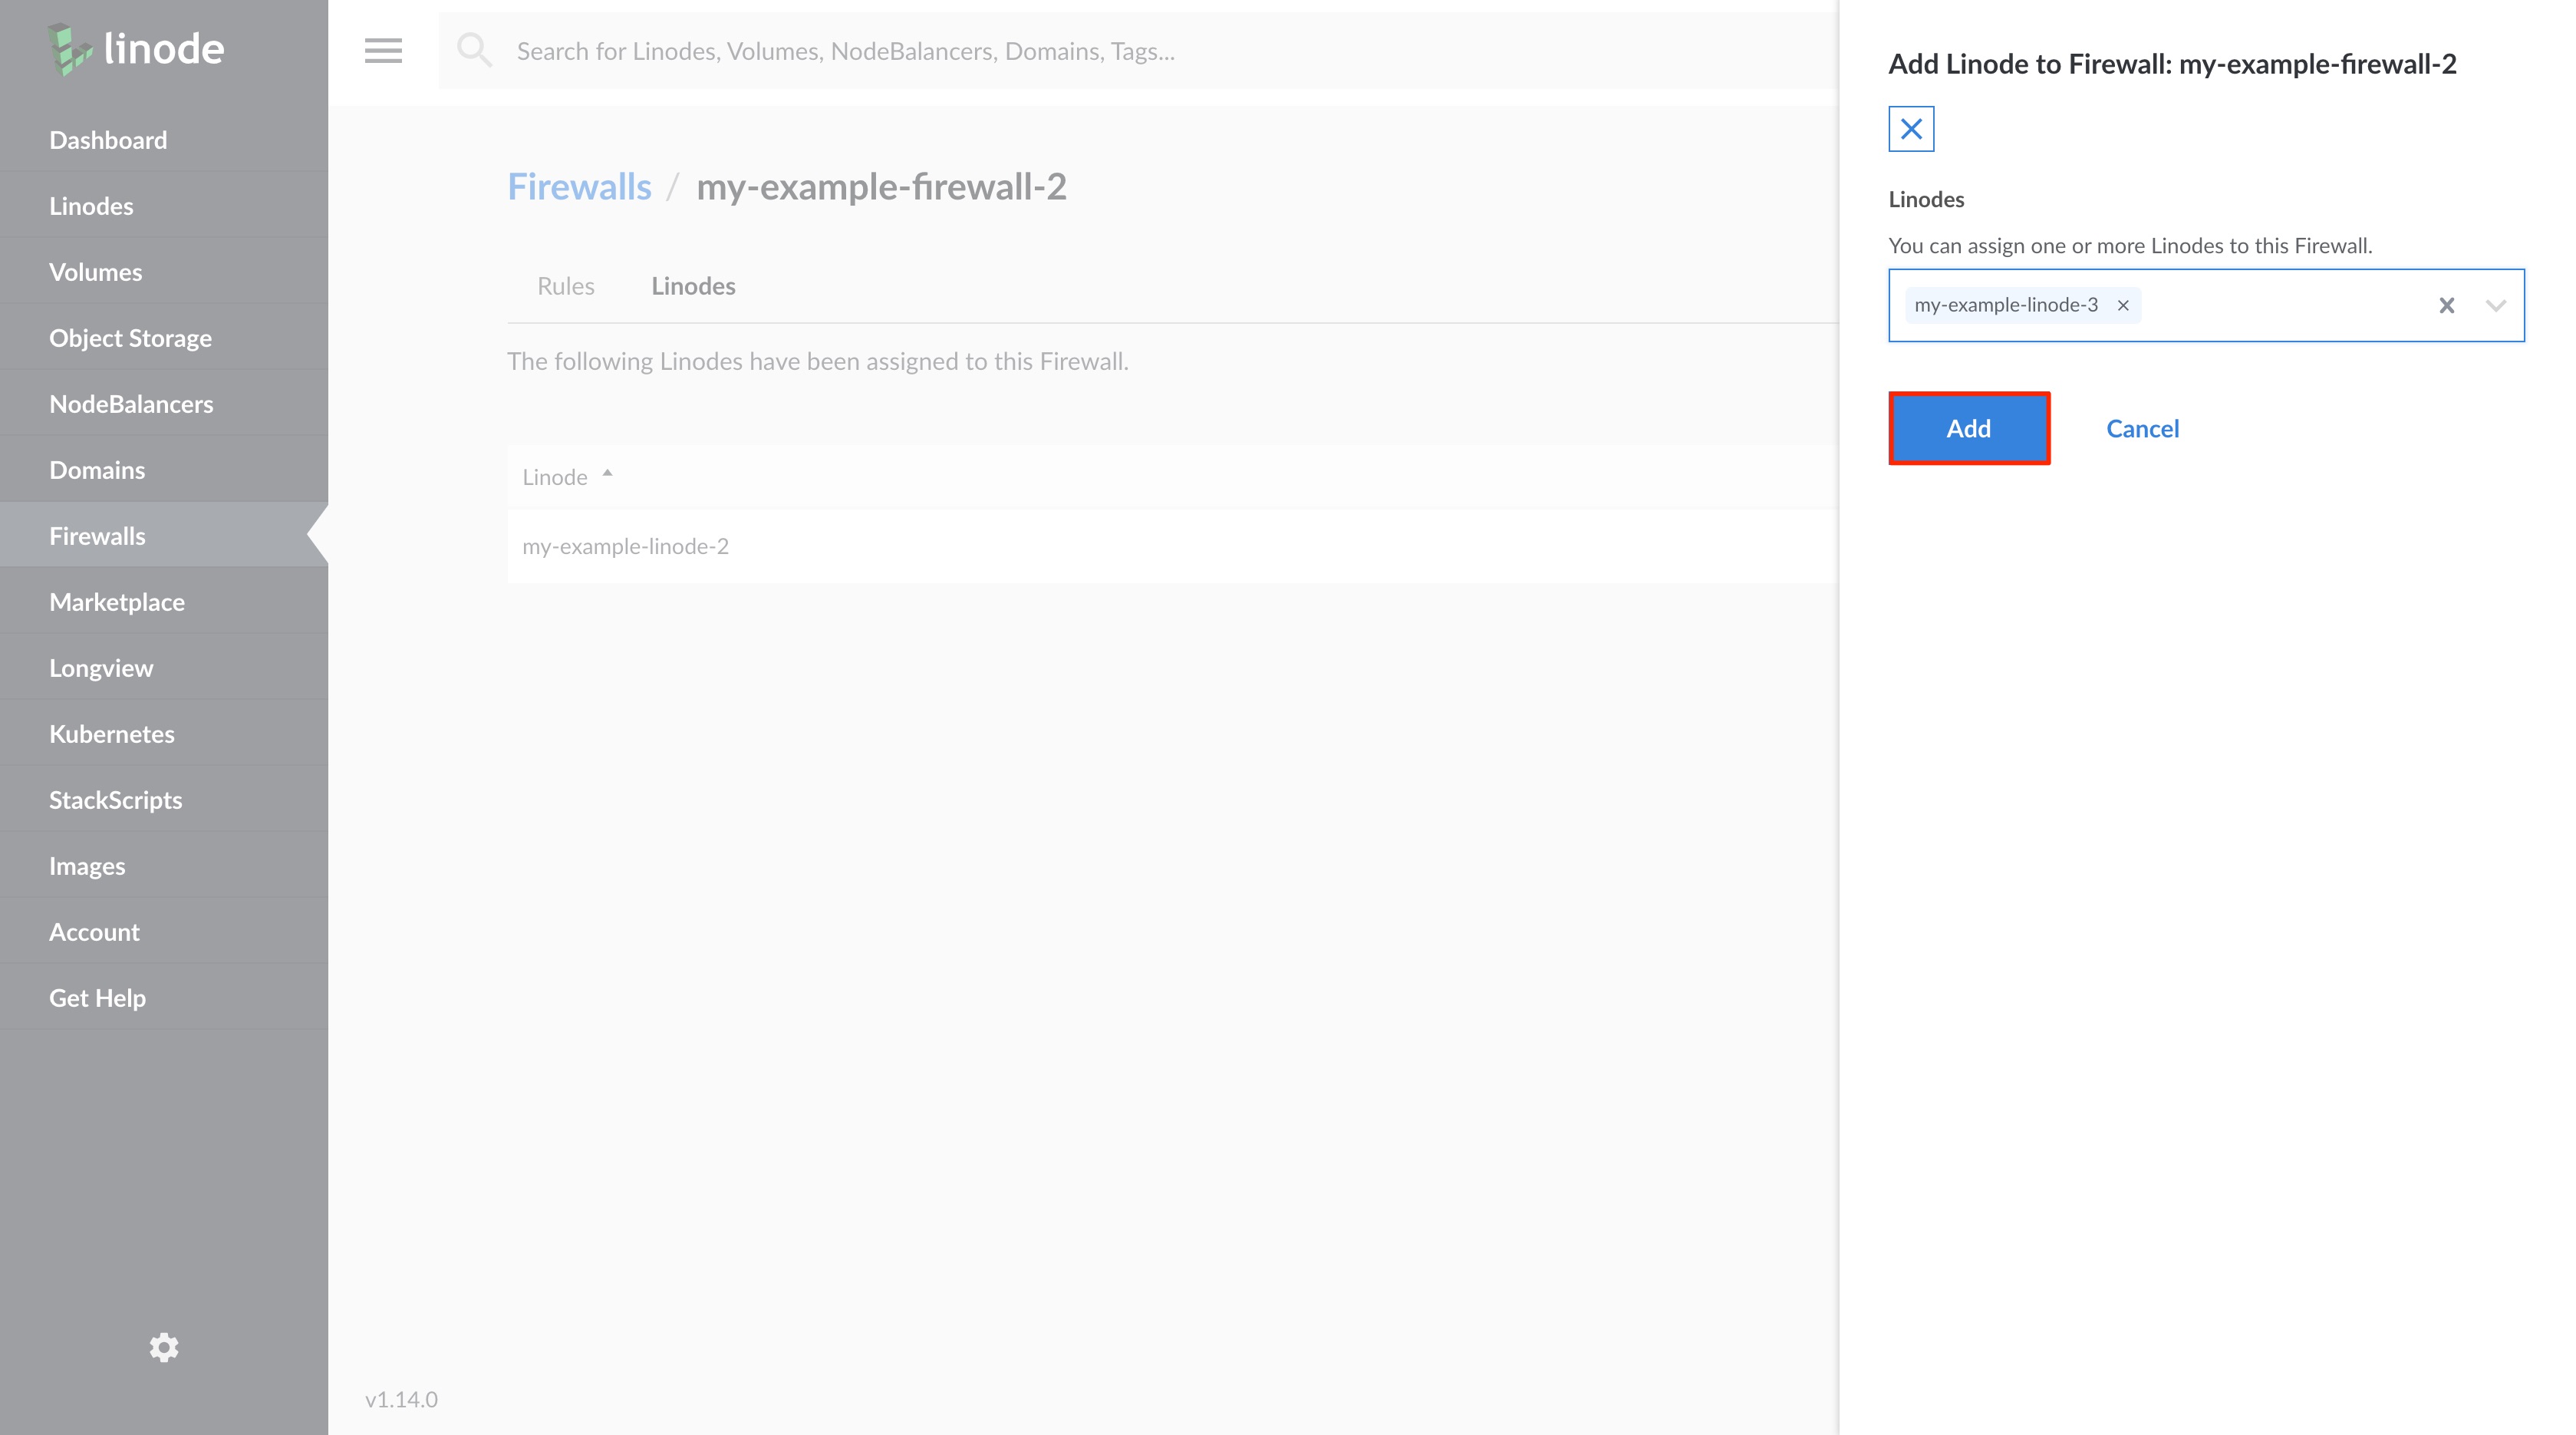 linode
Dashboard
Linodes
Volumes
Object Storage
NodeBalancers
Domains
Firewalls
Marketplace
Longview
Kubernetes
StackScripts
Images
Account
Get Help
Search for Linodes, Volumes, NodeBalancers, Domains, Tags...
Firewalls / my-example-firewall-2
Rules Linodes
The following Linodes have been assigned to this Firewall.
Linode
my-example-linode-2
v1.14.0
Add Linode to Firewall: my-example-firewall-2
Linodes
You can assign one or more Linodes to this Firewall.
my-example-linode-3
Add Cancel